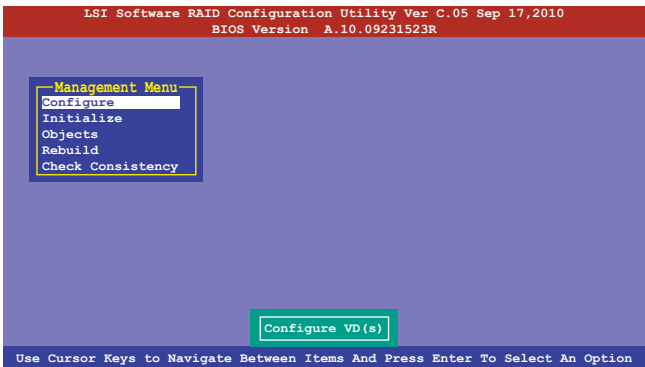 LSI Software RAID Configuration Utility Ver C.05 Sep 17,2010
BIOS Version A.10.09231523R
Management Menu
Configure
Initialize
Objects
Rebuild
Check Consistency
Configure VD(s)
Use Cursor Keys to Navigate Between Items And Press Enter To Select An Option